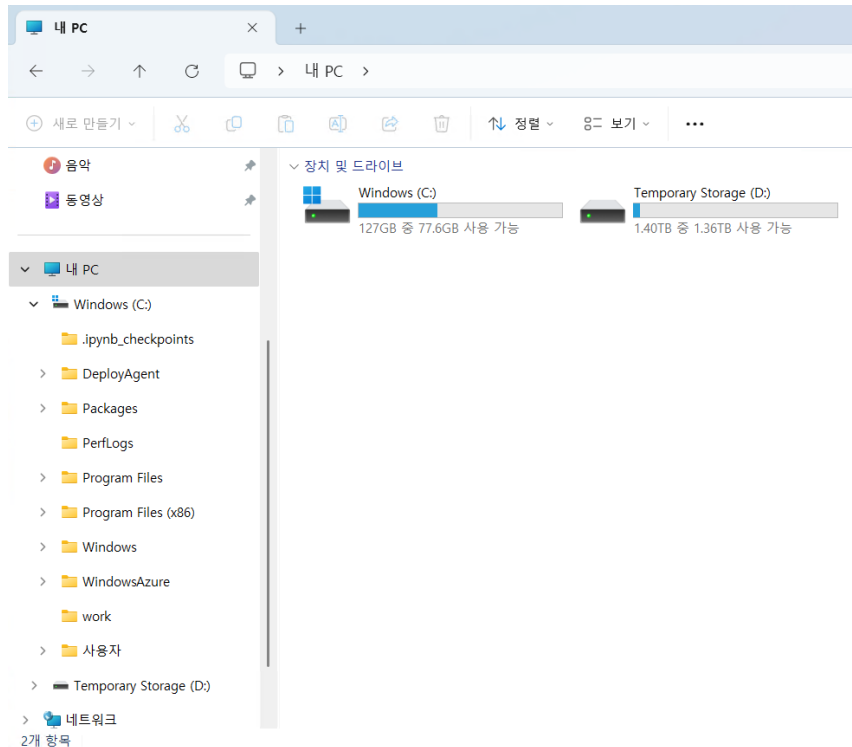 내 PC
내 PC
새로 만들기
정렬
보기
음악
동영상
내 PC
Windows (C:)
.ipynb_checkpoints
DeployAgent
Packages
PerfLogs
Program Files
Program Files (x86)
Windows
WindowsAzure
work
사용자
Temporary Storage (D:)
네트워크
장치 및 드라이브
Windows (C:)
127GB 중 77.6GB 사용 가능
Temporary Storage (D:)
1.40TB 중 1.36TB 사용 가능
2개 항목